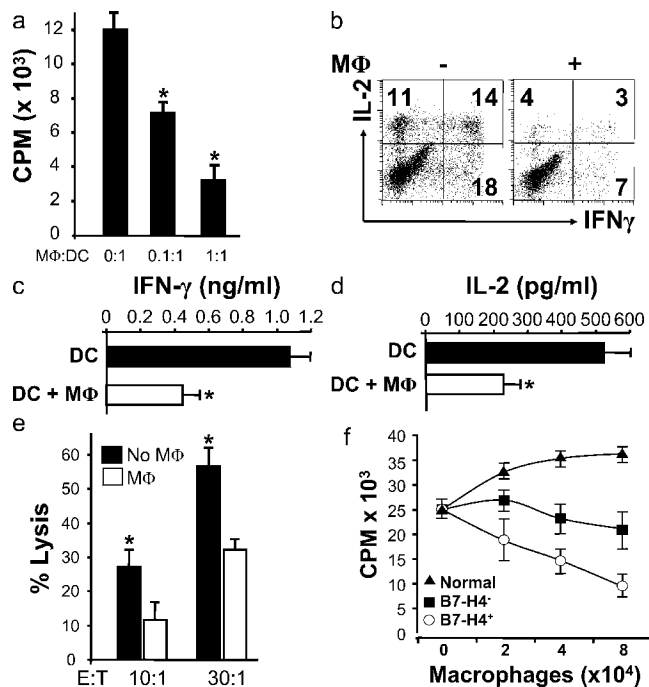 a
CPM (x 10³)
12
10
8
6
4
2
0
*
*
MΦ:DC 0:1 0.1:1 1:1
b
MΦ - +
IL-2
11 14 4 3
18 7
IFNγ
c
IFN-γ (ng/ml)
0 0.2 0.4 0.6 0.8 1.0 1.2
DC
DC + MΦ
*
d
IL-2 (pg/ml)
0 100 200 300 400 500 600
DC
DC + MΦ
*
e
% Lysis
60
50
40
30
20
10
0
No MΦ
MΦ
*
*
E:T 10:1 30:1
f
CPM x 10³
40
35
30
25
20
15
10
5
Normal
B7-H4⁻
B7-H4⁺
0 2 4 8
Macrophages (x10⁴)